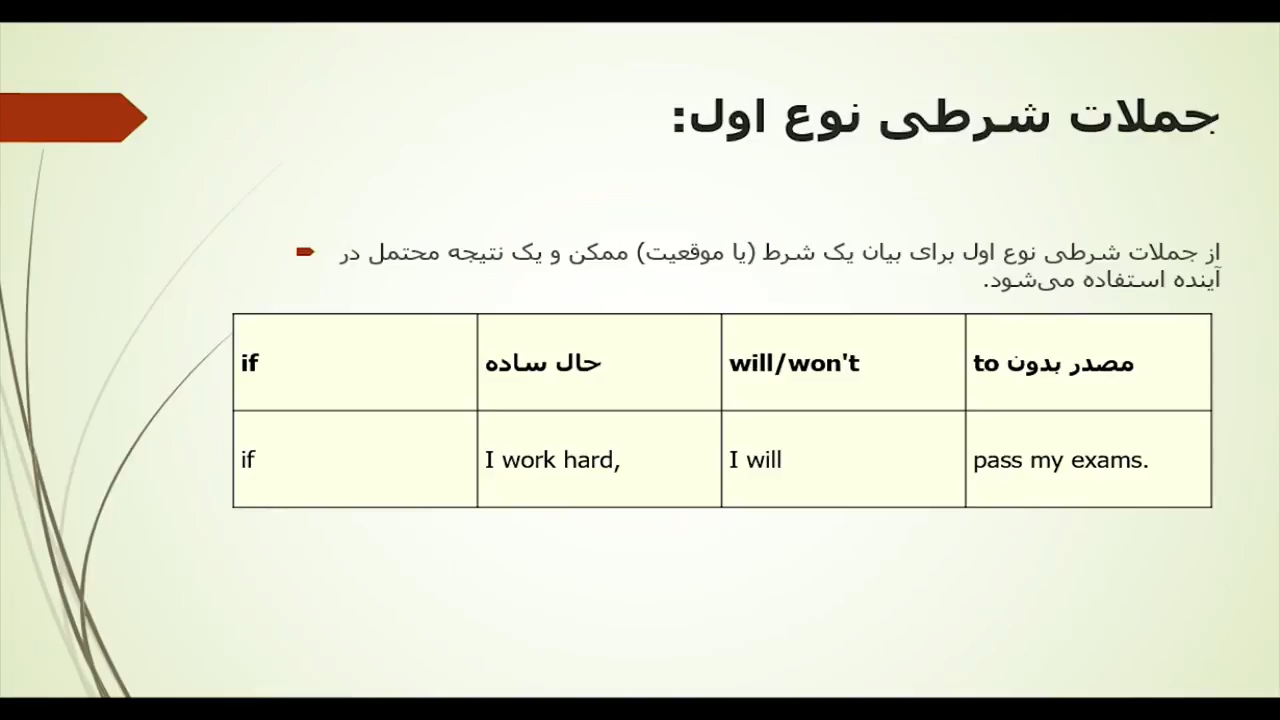 جملات شرطی نوع اول:
از جملات شرطی نوع اول برای بیان یک شرط (یا موقعیت) ممکن و یک نتیجه محتمل در
آینده استفاده می‌شود.
if حال ساده will/won't مصدر بدون to
if I work hard, I will pass my exams.